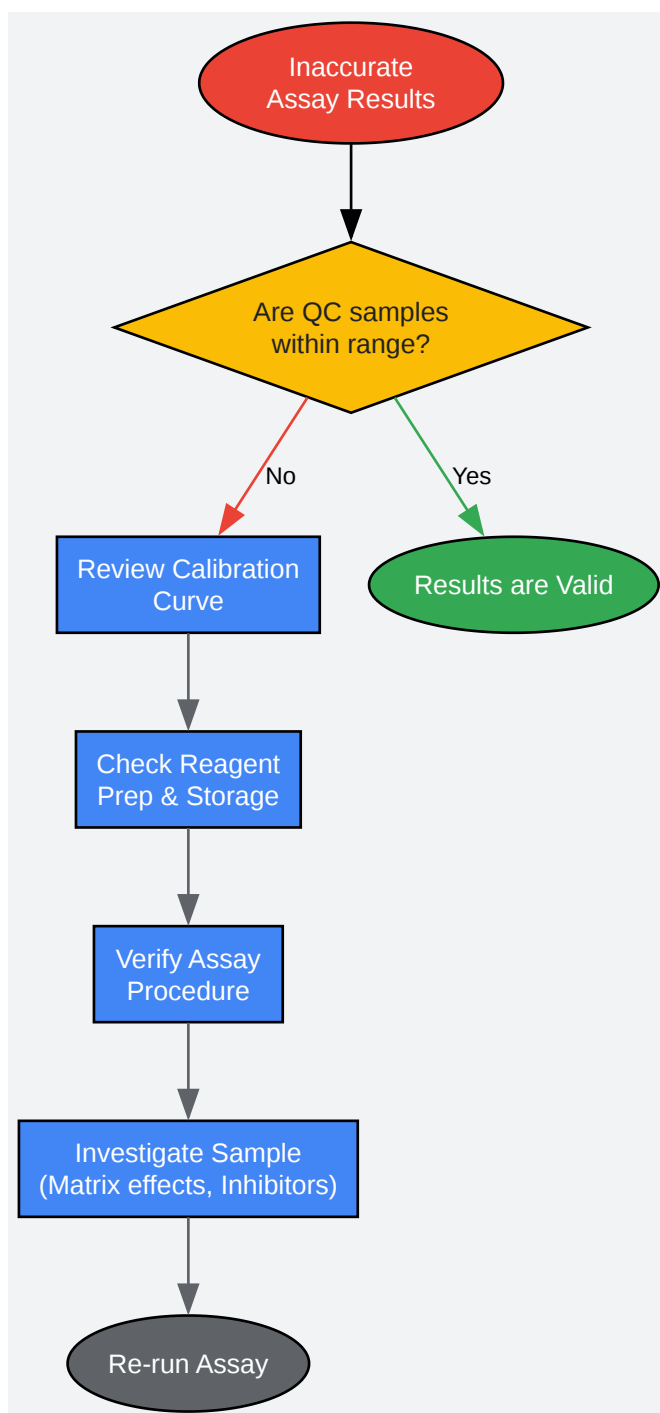 Inaccurate
Assay Results
Are QC samples
within range?
No
Yes
Review Calibration
Curve
Results are Valid
Check Reagent
Prep & Storage
Verify Assay
Procedure
Investigate Sample
(Matrix effects, Inhibitors)
Re-run Assay